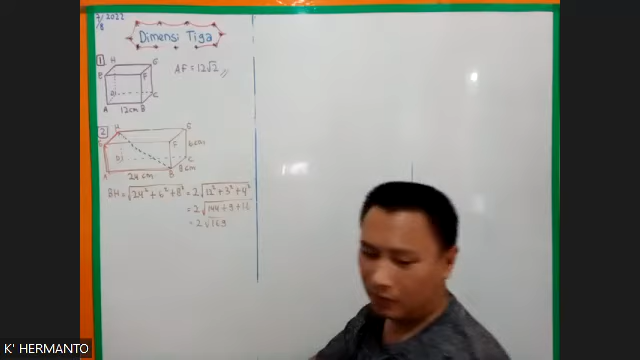 7/2022
/8
Dimensi Tiga
1
H G
E F
D C
A 12 cm B
AF = 12√2 //
2
H G
F 6 cm
D C
A 24 cm B 8 cm
BH = √24² + 6² + 8² = 2√12² + 3² + 4²
= 2√144 + 9 + 16
= 2√169
K' HERMANTO